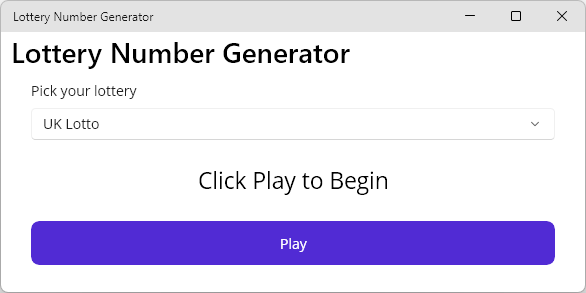 Lottery Number Generator
Lottery Number Generator
Pick your lottery
UK Lotto
Click Play to Begin
Play